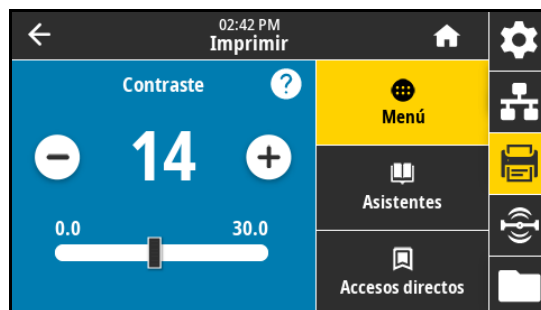 02:42 PM
Imprimir
Contraste
?
14
0.0
30.0
Menú
Asistentes
Accesos directos